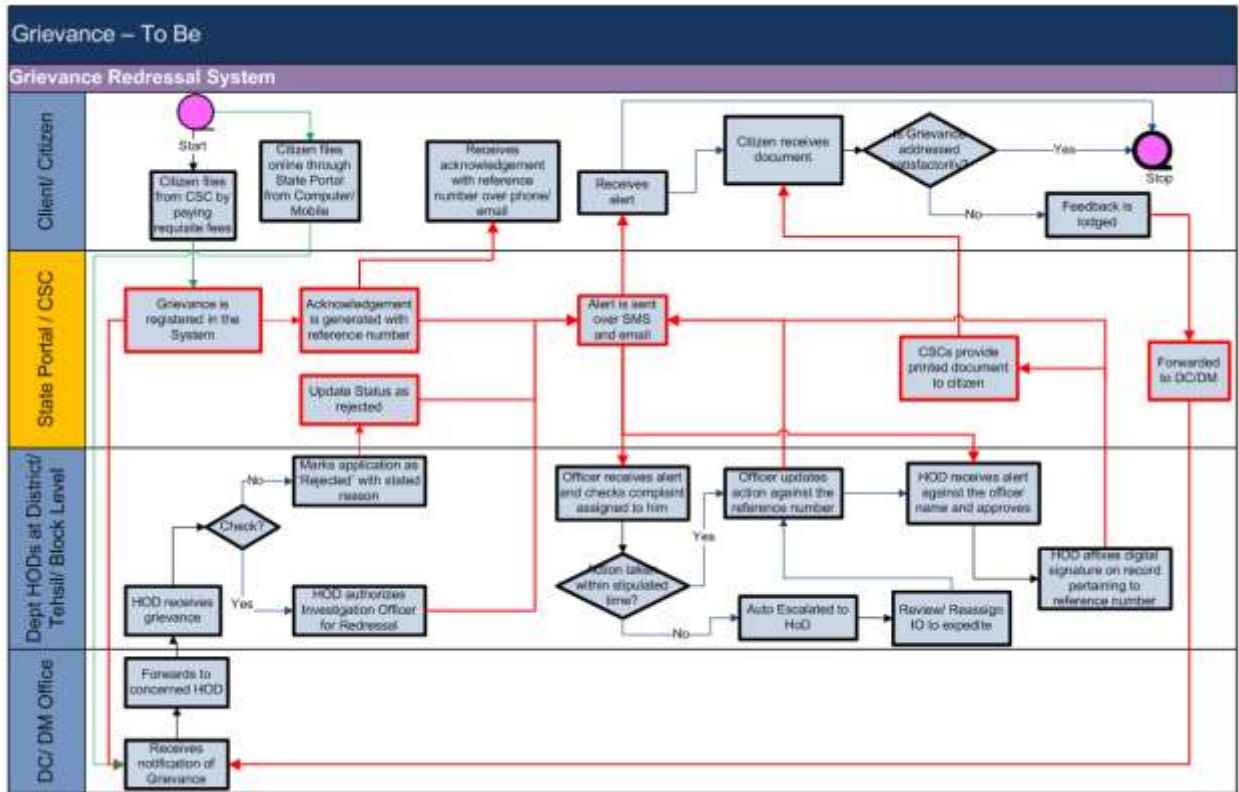 Grievance – To Be
Grievance Redressal System
Client/ Citizen
Start
Citizen files
from CSC by
paying
requisite fees
Citizen files
online through
State Portal
from Computer/
Mobile
Receives
acknowledgement
with reference
number over phone/
email
Receives
alert
Citizen receives
document
Is Grievance
addressed
satisfactorily?
Yes
Stop
No
Feedback is
lodged
State Portal / CSC
Grievance is
registered in the
System
Acknowledgement
is generated with
reference number
Update Status as
rejected
Alert is sent
over SMS
and email
CSCs provide
printed document
to citizen
Forwarded
to DC/DM
Dept HODs at District/
Tehsil/ Block Level
HOD receives
grievance
Check?
No
Marks application as
'Rejected' with stated
reason
Yes
HOD authorizes
Investigation Officer
for Redressal
Officer receives alert
and checks complaint
assigned to him
Action taken
within stipulated
time?
Yes
No
Officer updates
action against the
reference number
Auto Escalated to
HoD
Review/ Reassign
IO to expedite
HOD receives alert
against the officer
name and approves
HOD affixes digital
signature on record
pertaining to
reference number
DC/ DM Office
Forwards to
concerned HOD
Receives
notification of
Grievance